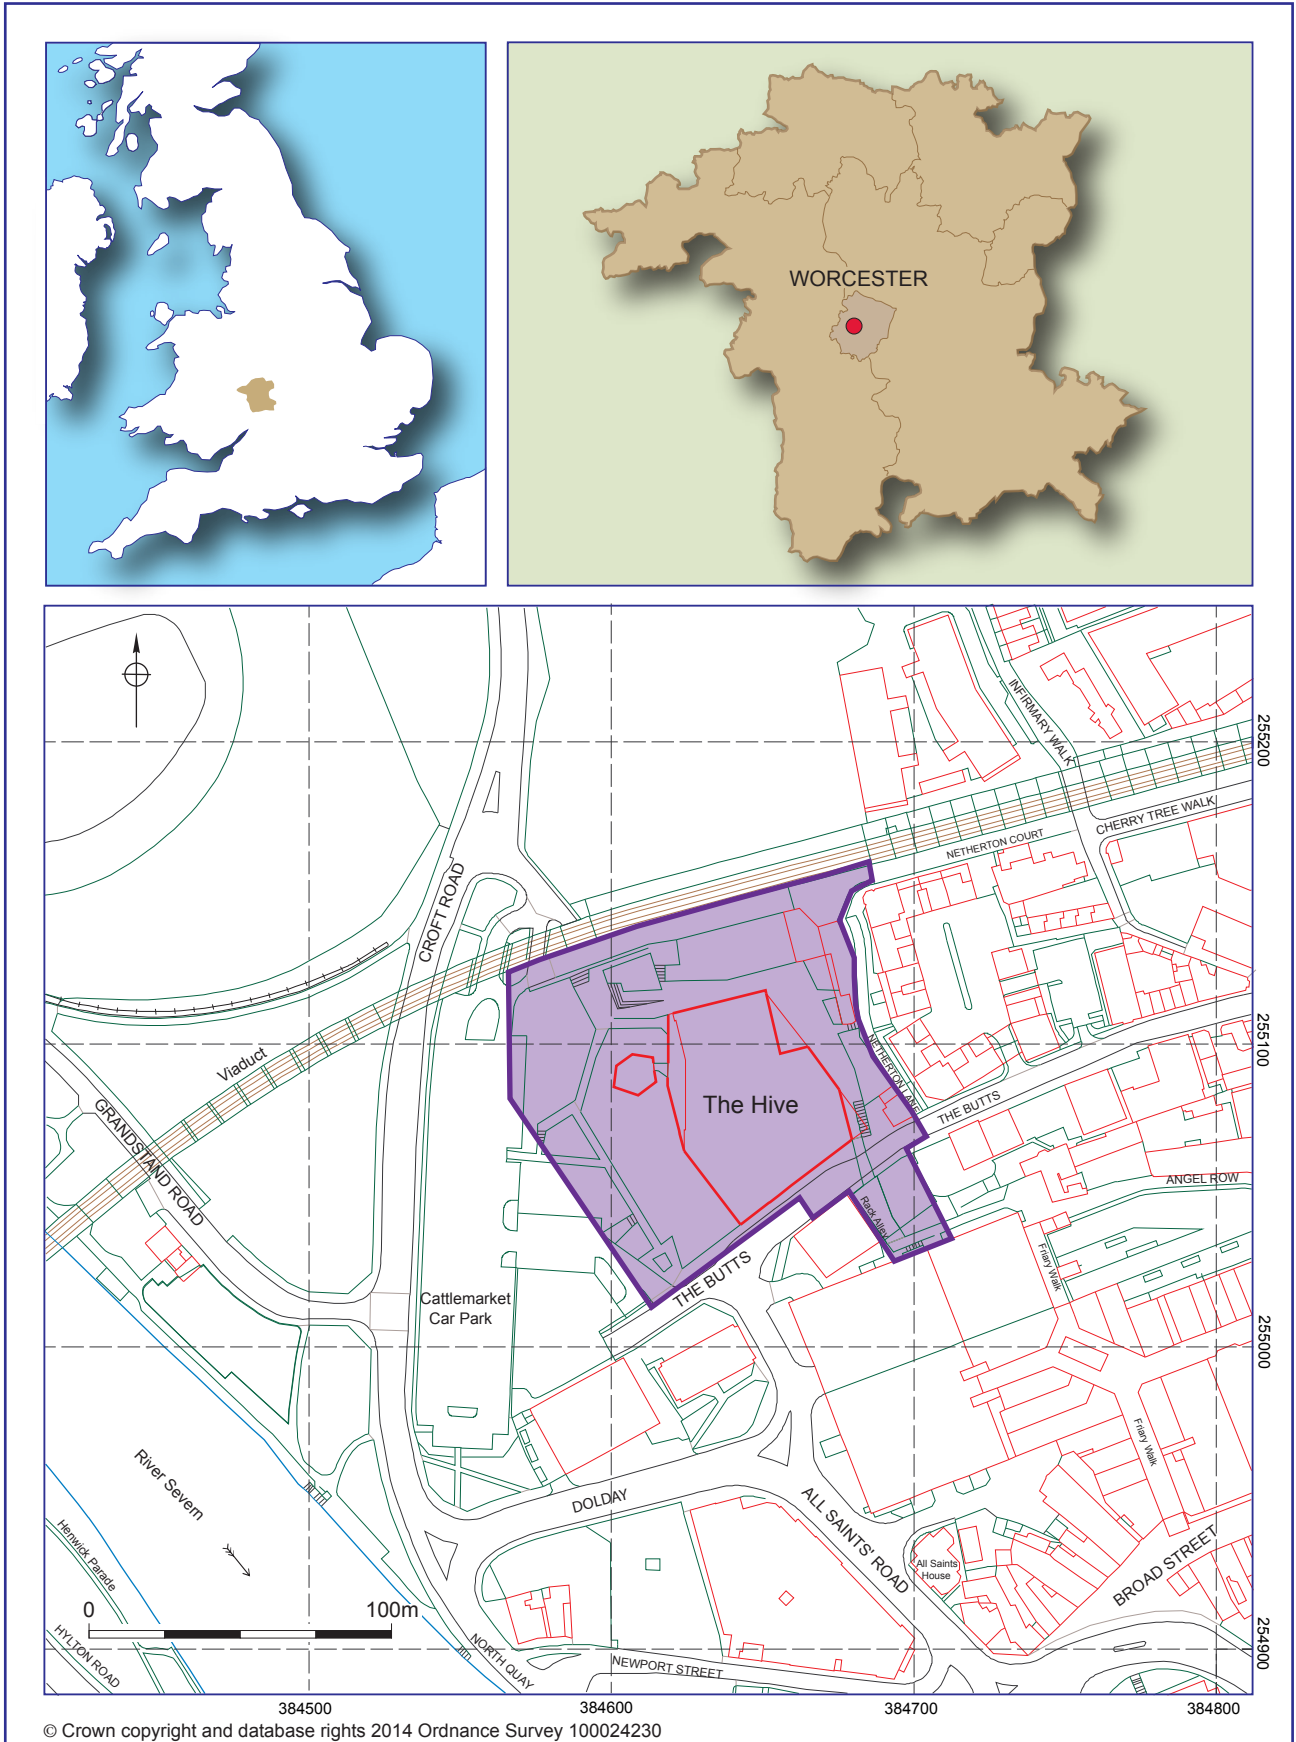 WORCESTER
INFIRMARY WALK
255200
CHERRY TREE WALK
NETHERTON COURT
CROFT ROAD
Viaduct
255100
NETHERTON LANE
The Hive
THE BUTTS
GRANDSTAND ROAD
ANGEL ROW
Rack Alley
Friary Walk
THE BUTTS
Cattlemarket
Car Park
255000
Friary Walk
River Severn
DOLDAY
ALL SAINTS' ROAD
Henwick Parade
All Saints
House
BROAD STREET
0 100m
HYLTON ROAD
NORTH QUAY
NEWPORT STREET
254900
384500 384600 384700 384800
© Crown copyright and database rights 2014 Ordnance Survey 100024230